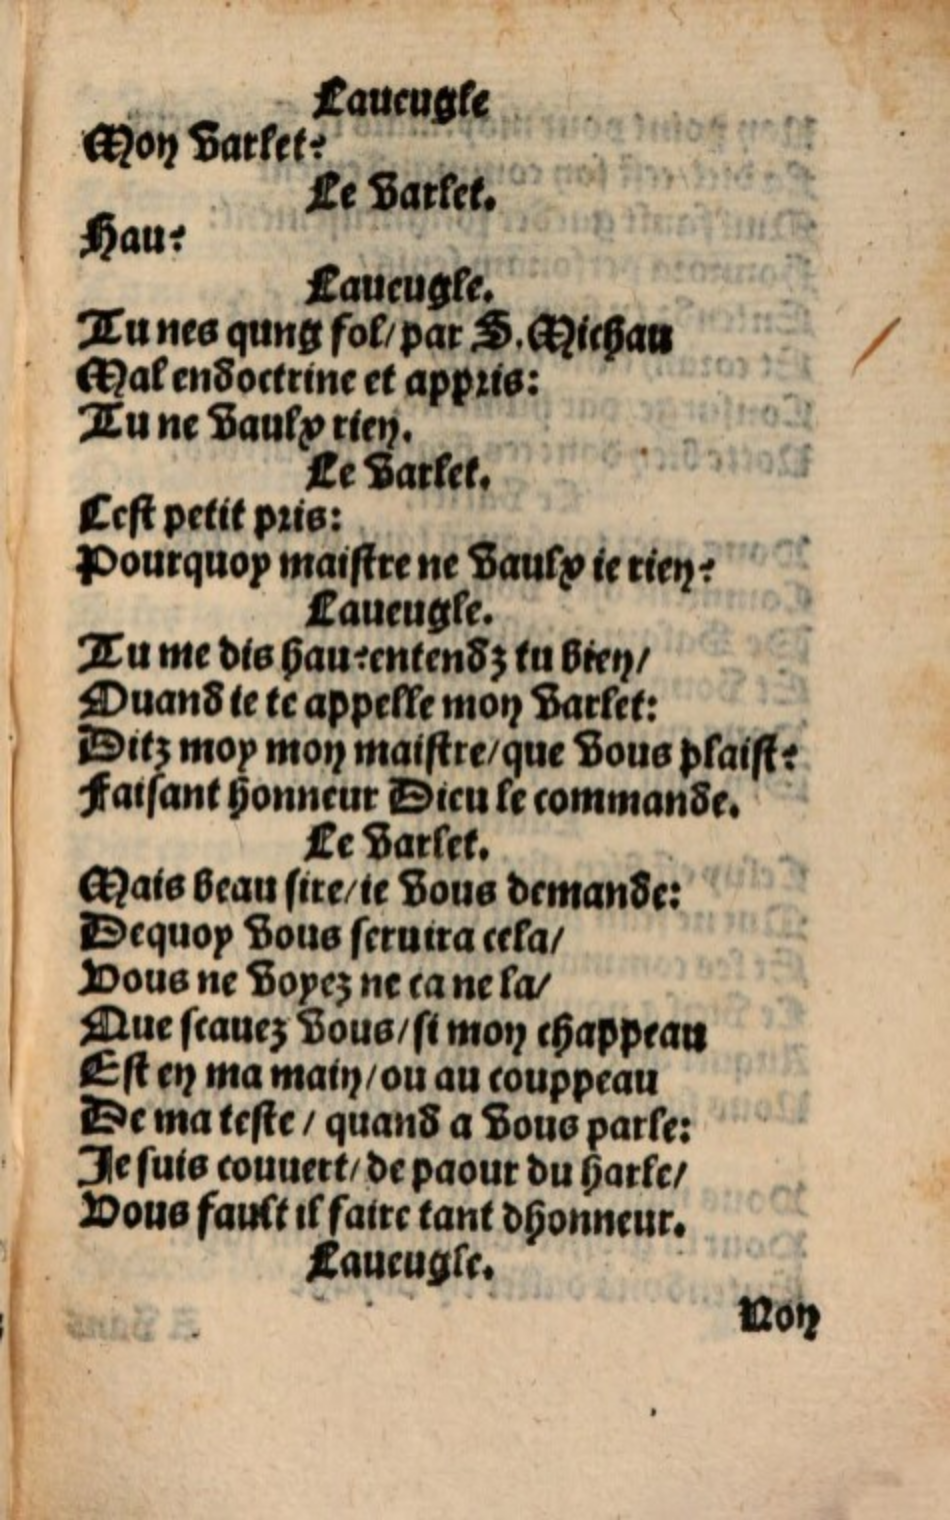 Laueugle
Mon varlet?
Le varlet.
Hau?
Laueugle.
Tu nes qung fol/par S. Michau
Mal endoctrine et appris:
Tu ne vaulx rien.
Le varlet.
Cest petit pris:
Pourquoy maistre ne vaulx ie rien?
Laueugle.
Tu me dis hau?entendz tu bien/
Quand ie te appelle mon varlet:
Ditz moy mon maistre/que vous plaist?
Faisant honneur Dieu le commande.
Le varlet.
Mais beau sire/ie vous demande:
Dequoy vous seruira cela/
Vous ne voyez ne ca ne la/
Que scauez vous/si mon chappeau
Est en ma main/ou au couppeau
De ma teste / quand a vous parle:
Je suis couuert/de paour du harle/
Vous fault il faire tant dhonneur.
Laueugle.
Non